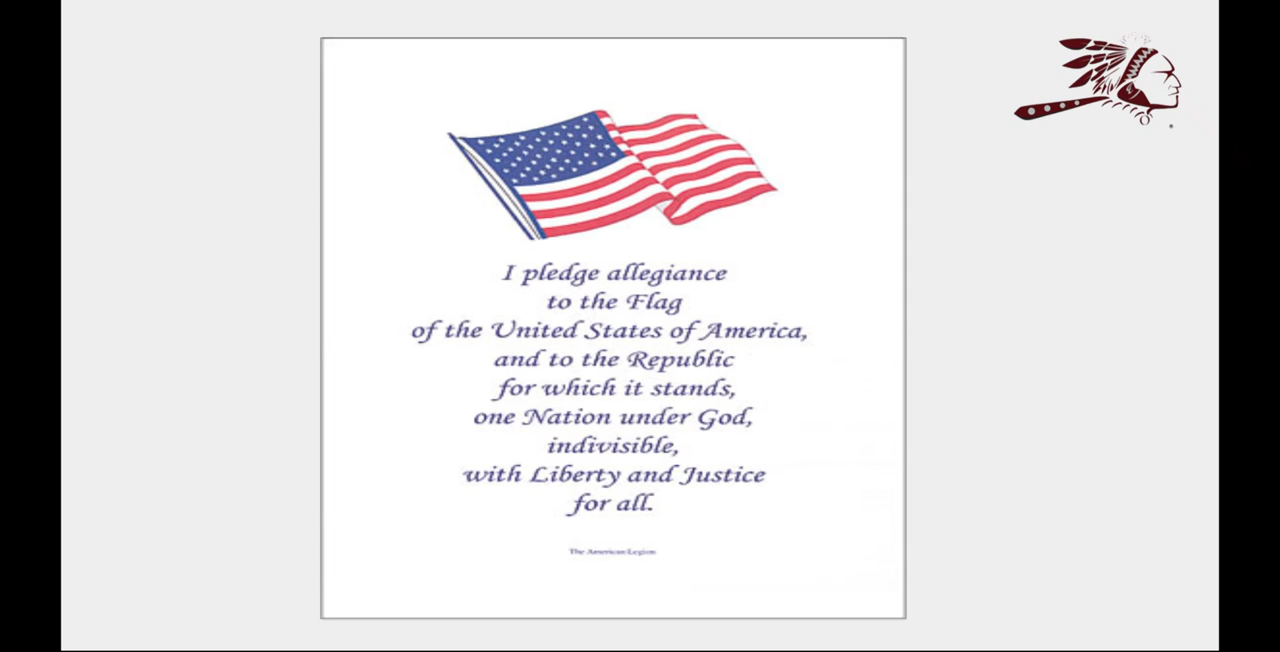 I pledge allegiance
to the Flag
of the United States of America,
and to the Republic
for which it stands,
one Nation under God,
indivisible,
with Liberty and Justice
for all.
The American Legion